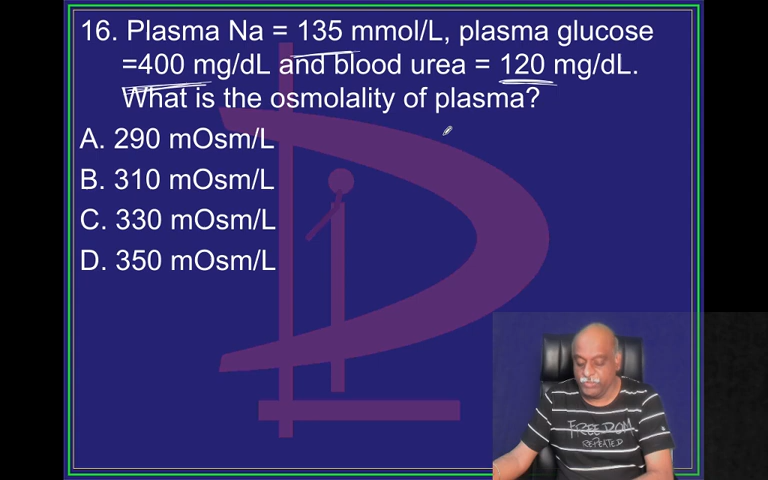 16. Plasma Na = 135 mmol/L, plasma glucose
=400 mg/dL and blood urea = 120 mg/dL.
What is the osmolality of plasma?
A. 290 mOsm/L
B. 310 mOsm/L
C. 330 mOsm/L
D. 350 mOsm/L
FREEDOM
REPEATED